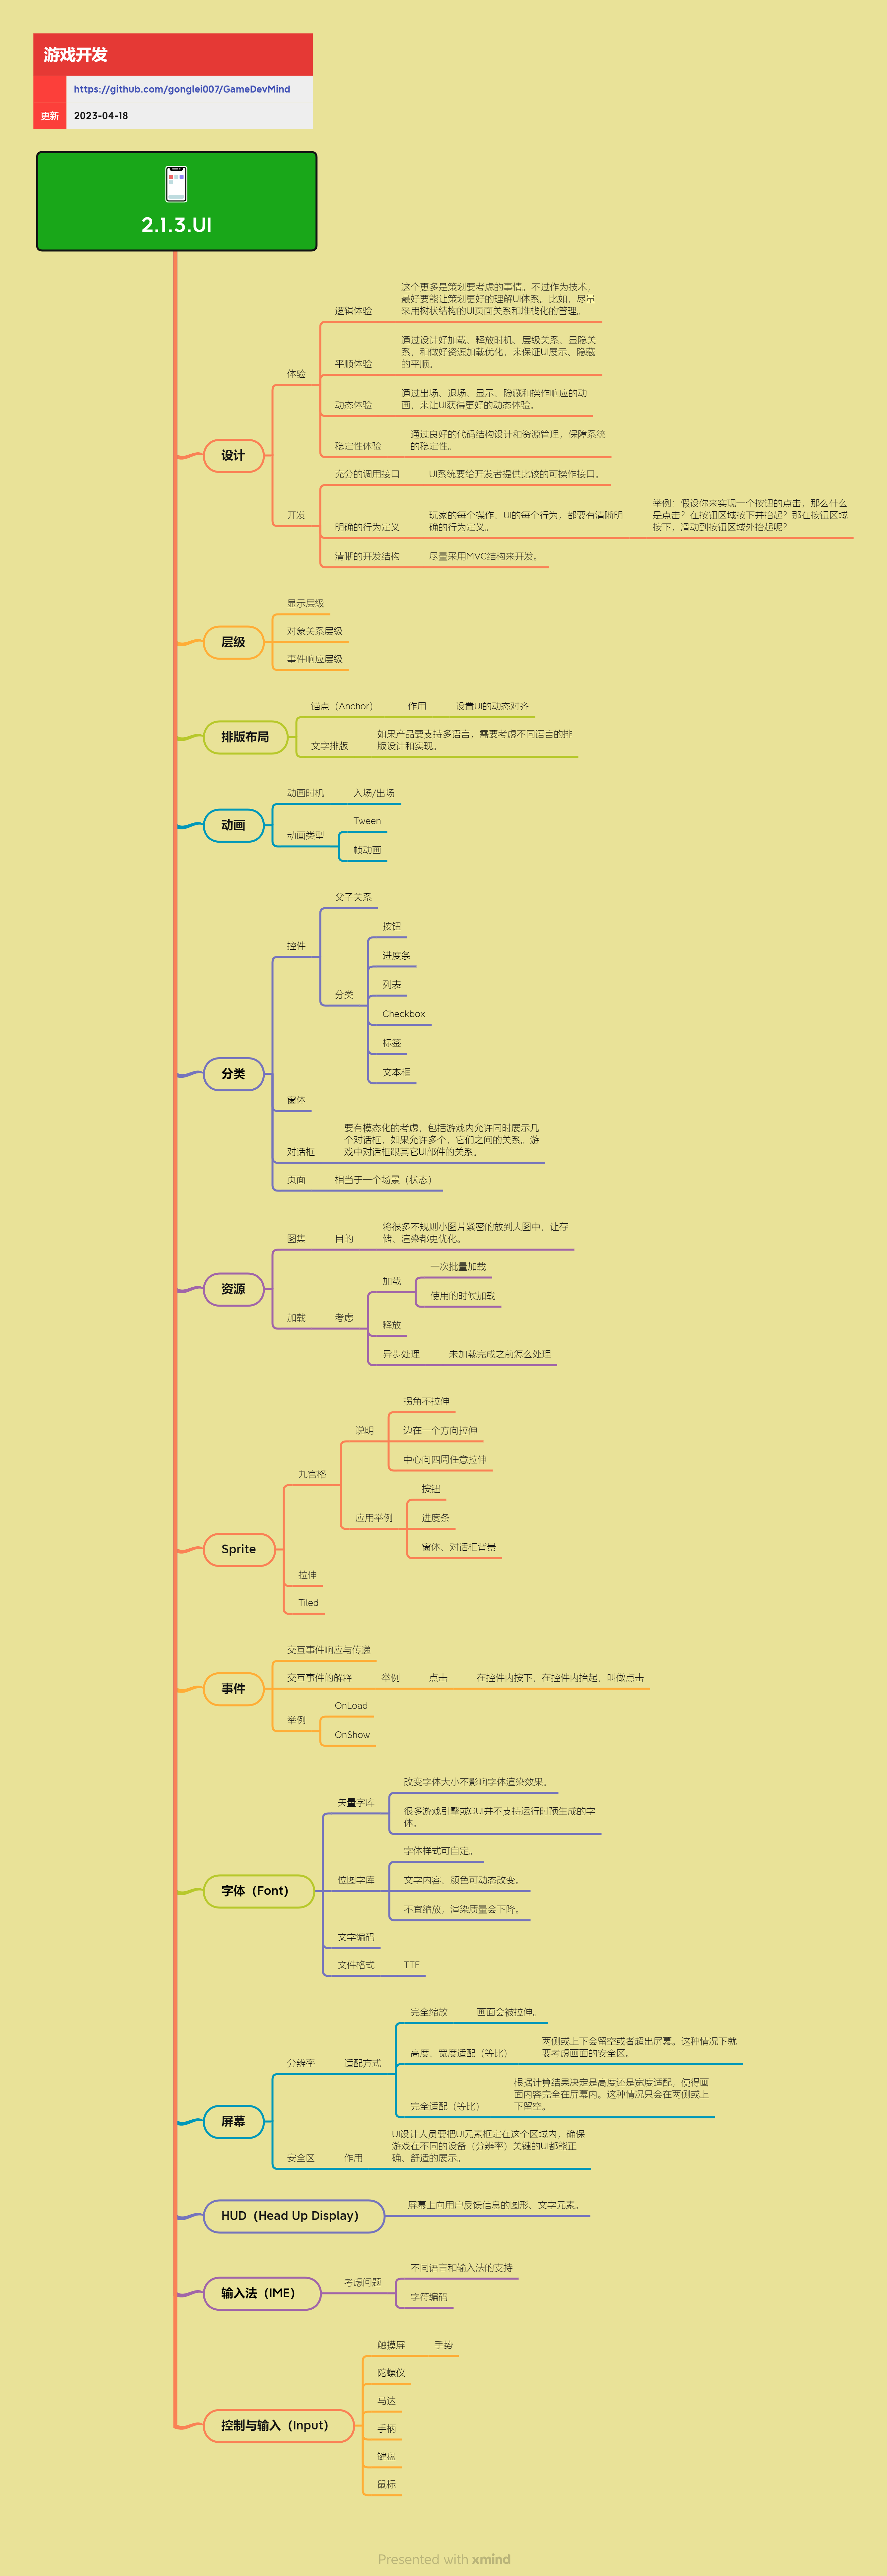 游戏开发
https://github.com/gonglei007/GameDevMind
更新
2023-04-18
2.1.3.UI
设计
体验
逻辑体验
这个更多是策划要考虑的事情。不过作为技术，
最好要能让策划更好的理解UI体系。比如，尽量
采用树状结构的UI页面关系和堆栈化的管理。
平顺体验
通过设计好加载、释放时机、层级关系、显隐关
系，和做好资源加载优化，来保证UI展示、隐藏
的平顺。
动态体验
通过出场、退场、显示、隐藏和操作响应的动
画，来让UI获得更好的动态体验。
稳定性体验
通过良好的代码结构设计和资源管理，保障系统
的稳定性。
开发
充分的调用接口
UI系统要给开发者提供比较的可操作接口。
明确的行为定义
玩家的每个操作、UI的每个行为，都要有清晰明
确的行为定义。
举例：假设你来实现一个按钮的点击，那么什么
是点击？在按钮区域按下并抬起？那在按钮区域
按下，滑动到按钮区域外抬起呢？
清晰的开发结构
尽量采用MVC结构来开发。
层级
显示层级
对象关系层级
事件响应层级
排版布局
锚点（Anchor）
作用
设置UI的动态对齐
文字排版
如果产品要支持多语言，需要考虑不同语言的排
版设计和实现。
动画
动画时机
入场/出场
动画类型
Tween
帧动画
分类
控件
父子关系
分类
按钮
进度条
列表
Checkbox
标签
文本框
窗体
对话框
要有模态化的考虑，包括游戏内允许同时展示几
个对话框，如果允许多个，它们之间的关系。游
戏中对话框跟其它UI部件的关系。
页面
相当于一个场景（状态）
资源
图集
目的
将很多不规则小图片紧密的放到大图中，让存
储、渲染都更优化。
加载
考虑
加载
一次批量加载
使用的时候加载
释放
异步处理
未加载完成之前怎么处理
Sprite
九宫格
说明
拐角不拉伸
边在一个方向拉伸
中心向四周任意拉伸
应用举例
按钮
进度条
窗体、对话框背景
拉伸
Tiled
事件
交互事件响应与传递
交互事件的解释
举例
点击
在控件内按下，在控件内抬起，叫做点击
举例
OnLoad
OnShow
字体（Font）
矢量字库
改变字体大小不影响字体渲染效果。
很多游戏引擎或GUI并不支持运行时预生成的字
体。
位图字库
字体样式可自定。
文字内容、颜色可动态改变。
不宜缩放，渲染质量会下降。
文字编码
文件格式
TTF
屏幕
分辨率
适配方式
完全缩放
画面会被拉伸。
高度、宽度适配（等比）
两侧或上下会留空或者超出屏幕。这种情况下就
要考虑画面的安全区。
完全适配（等比）
根据计算结果决定是高度还是宽度适配，使得画
面内容完全在屏幕内。这种情况只会在两侧或上
下留空。
安全区
作用
UI设计人员要把UI元素框定在这个区域内，确保
游戏在不同的设备（分辨率）关键的UI都能正
确、舒适的展示。
HUD（Head Up Display）
屏幕上向用户反馈信息的图形、文字元素。
输入法（IME）
考虑问题
不同语言和输入法的支持
字符编码
控制与输入（Input）
触摸屏
手势
陀螺仪
马达
手柄
键盘
鼠标
Presented with xmind